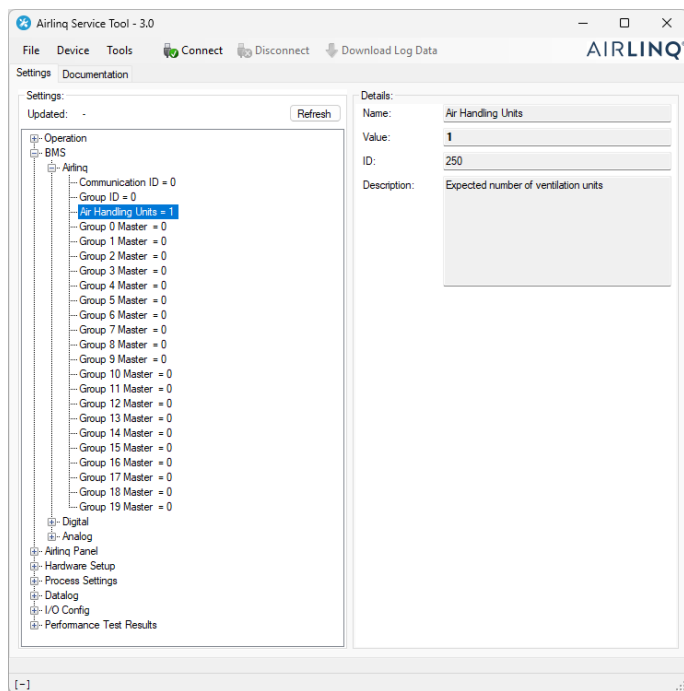 Airlinq Service Tool - 3.0
File Device Tools Connect Disconnect Download Log Data AIRLINQ
Settings Documentation
Settings:
Updated: - Refresh
Operation
BMS
Airlinq
Communication ID = 0
Group ID = 0
Air Handling Units = 1
Group 0 Master = 0
Group 1 Master = 0
Group 2 Master = 0
Group 3 Master = 0
Group 4 Master = 0
Group 5 Master = 0
Group 6 Master = 0
Group 7 Master = 0
Group 8 Master = 0
Group 9 Master = 0
Group 10 Master = 0
Group 11 Master = 0
Group 12 Master = 0
Group 13 Master = 0
Group 14 Master = 0
Group 15 Master = 0
Group 16 Master = 0
Group 17 Master = 0
Group 18 Master = 0
Group 19 Master = 0
Digital
Analog
Airlinq Panel
Hardware Setup
Process Settings
Datalog
I/O Config
Performance Test Results
Details:
Name: Air Handling Units
Value: 1
ID: 250
Description: Expected number of ventilation units
[-]